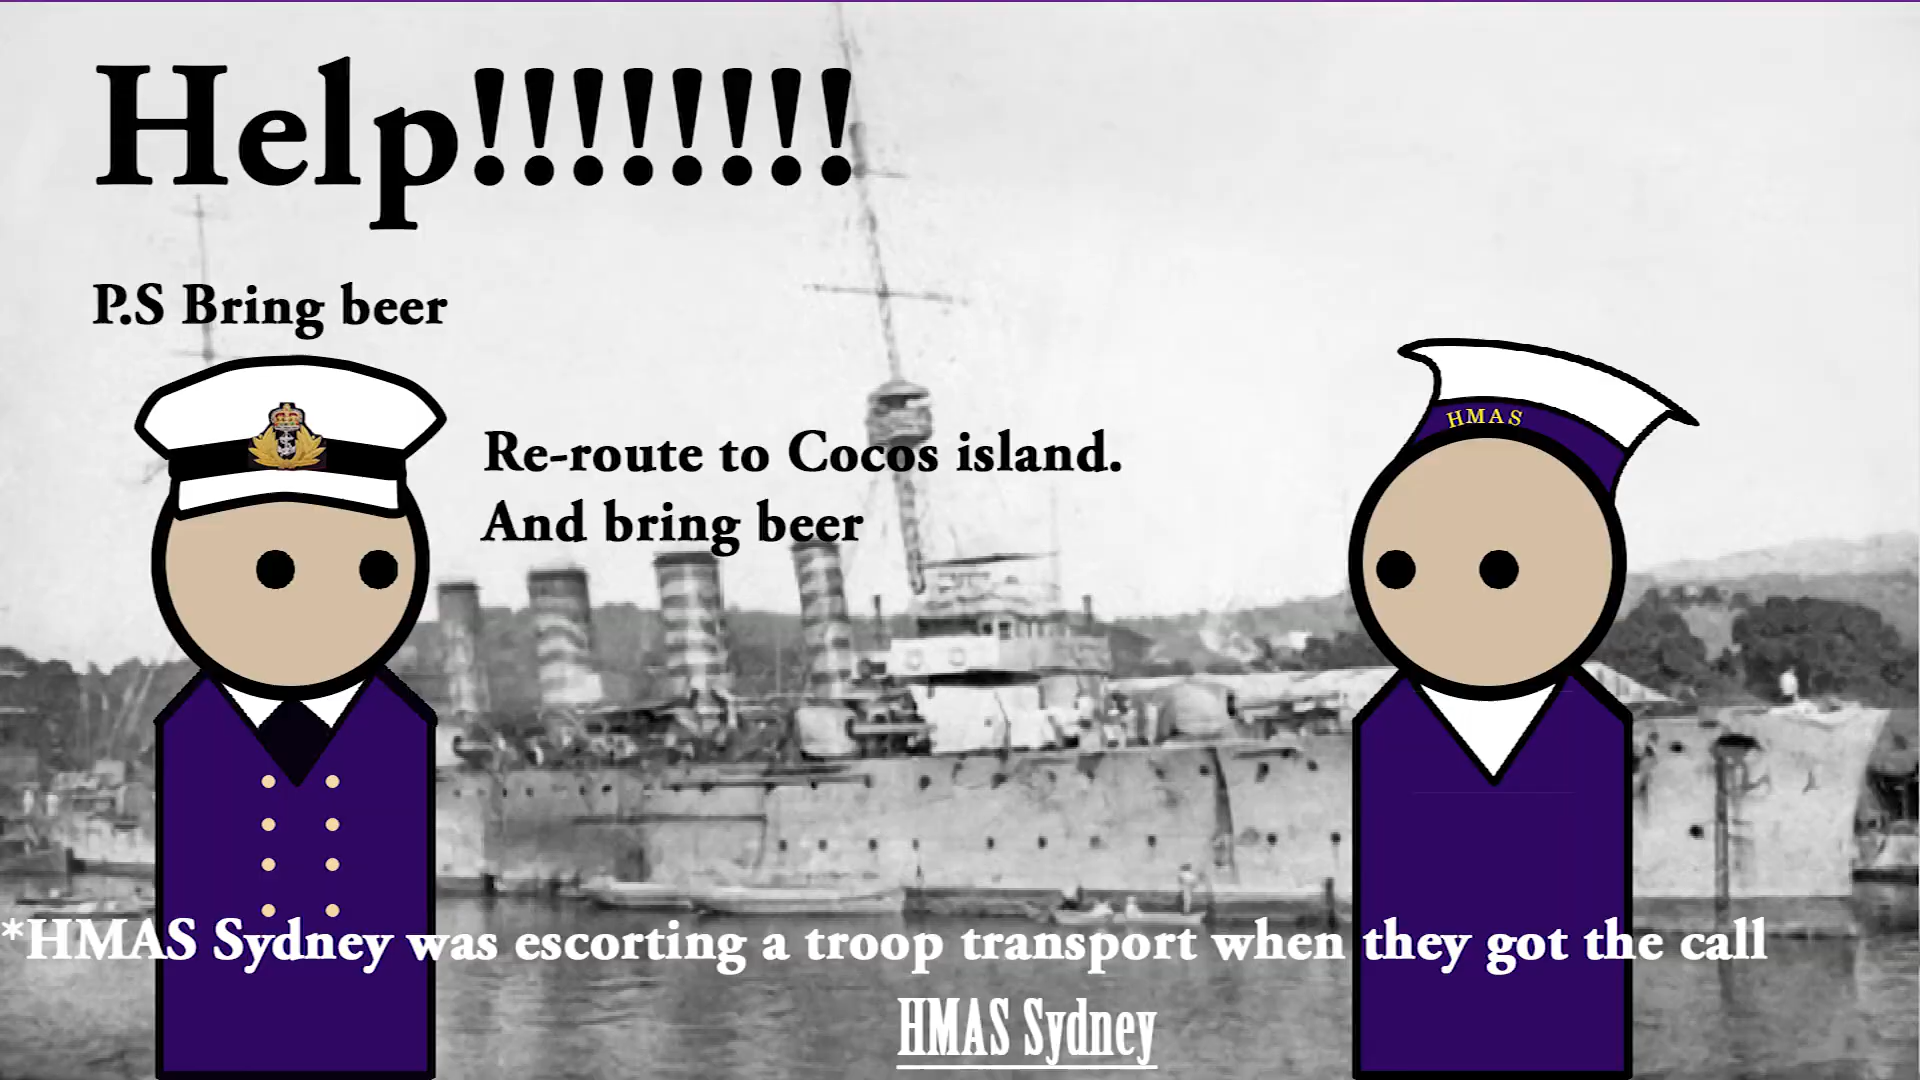 Help!!!!!!!!
P.S Bring beer
HMAS
Re-route to Cocos island.
And bring beer
*HMAS Sydney was escorting a troop transport when they got the call
HMAS Sydney